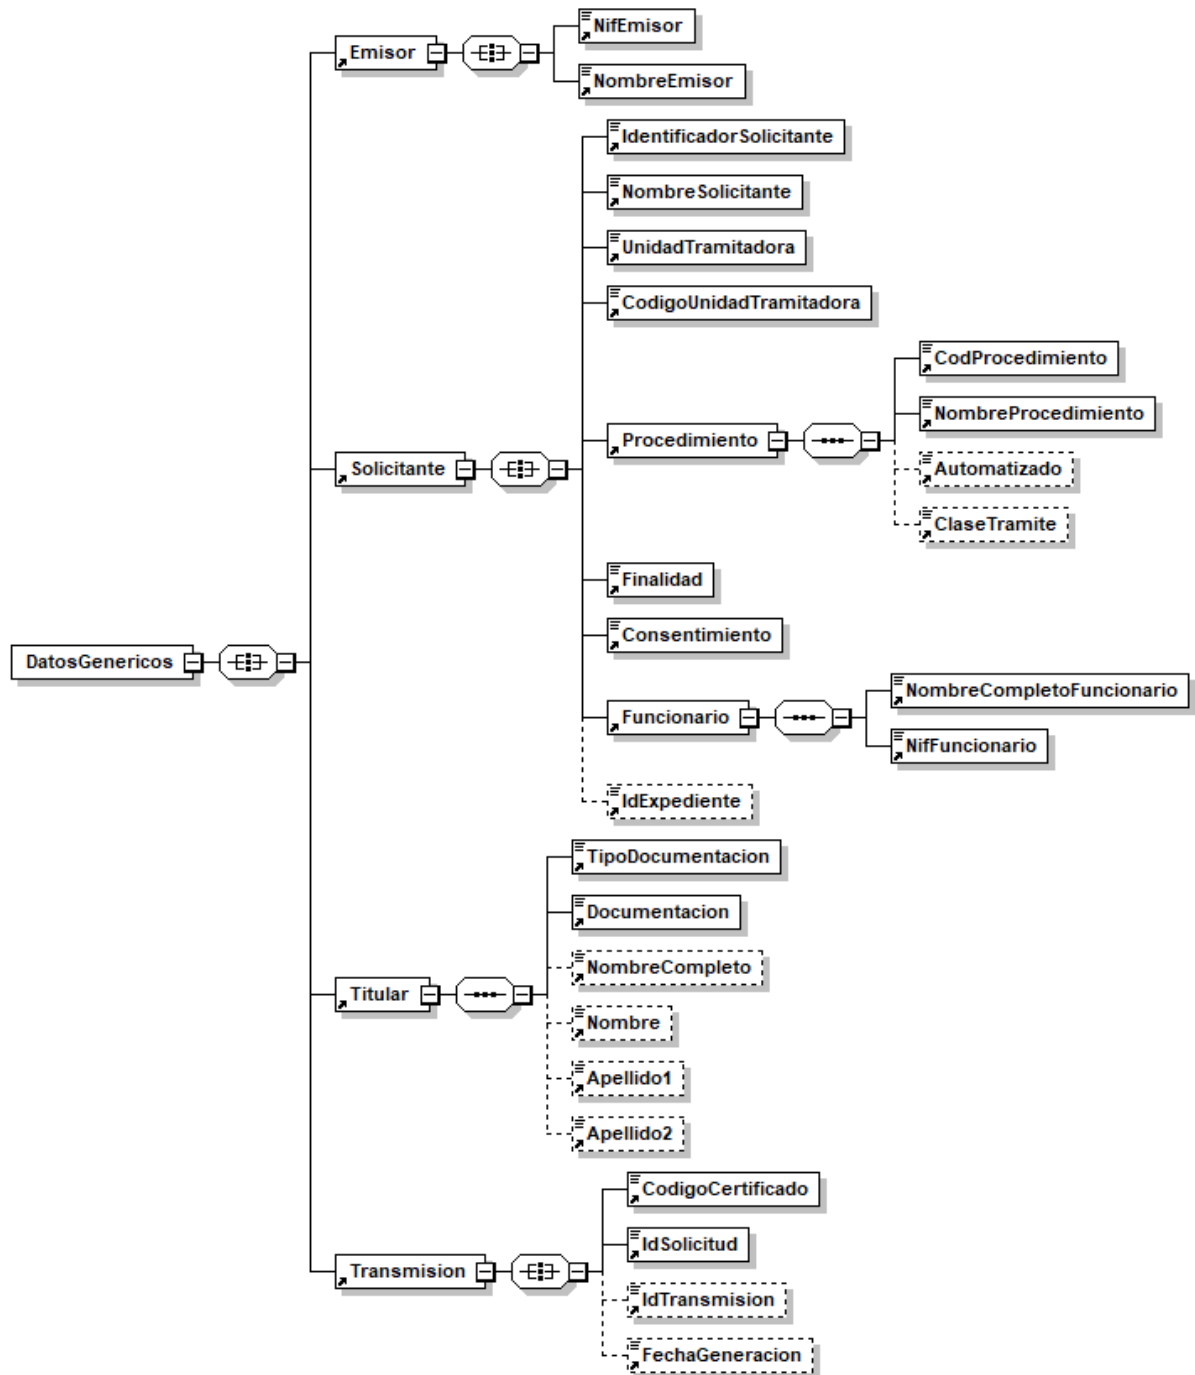 Emisor
NifEmisor
NombreEmisor
IdentificadorSolicitante
NombreSolicitante
UnidadTramitadora
CodigoUnidadTramitadora
CodProcedimiento
NombreProcedimiento
Procedimiento
Automatizado
Solicitante
ClaseTramite
Finalidad
Consentimiento
DatosGenericos
NombreCompletoFuncionario
Funcionario
NifFuncionario
IdExpediente
TipoDocumentacion
Documentacion
NombreCompleto
Titular
Nombre
Apellido1
Apellido2
CodigoCertificado
IdSolicitud
Transmision
IdTransmision
FechaGeneracion